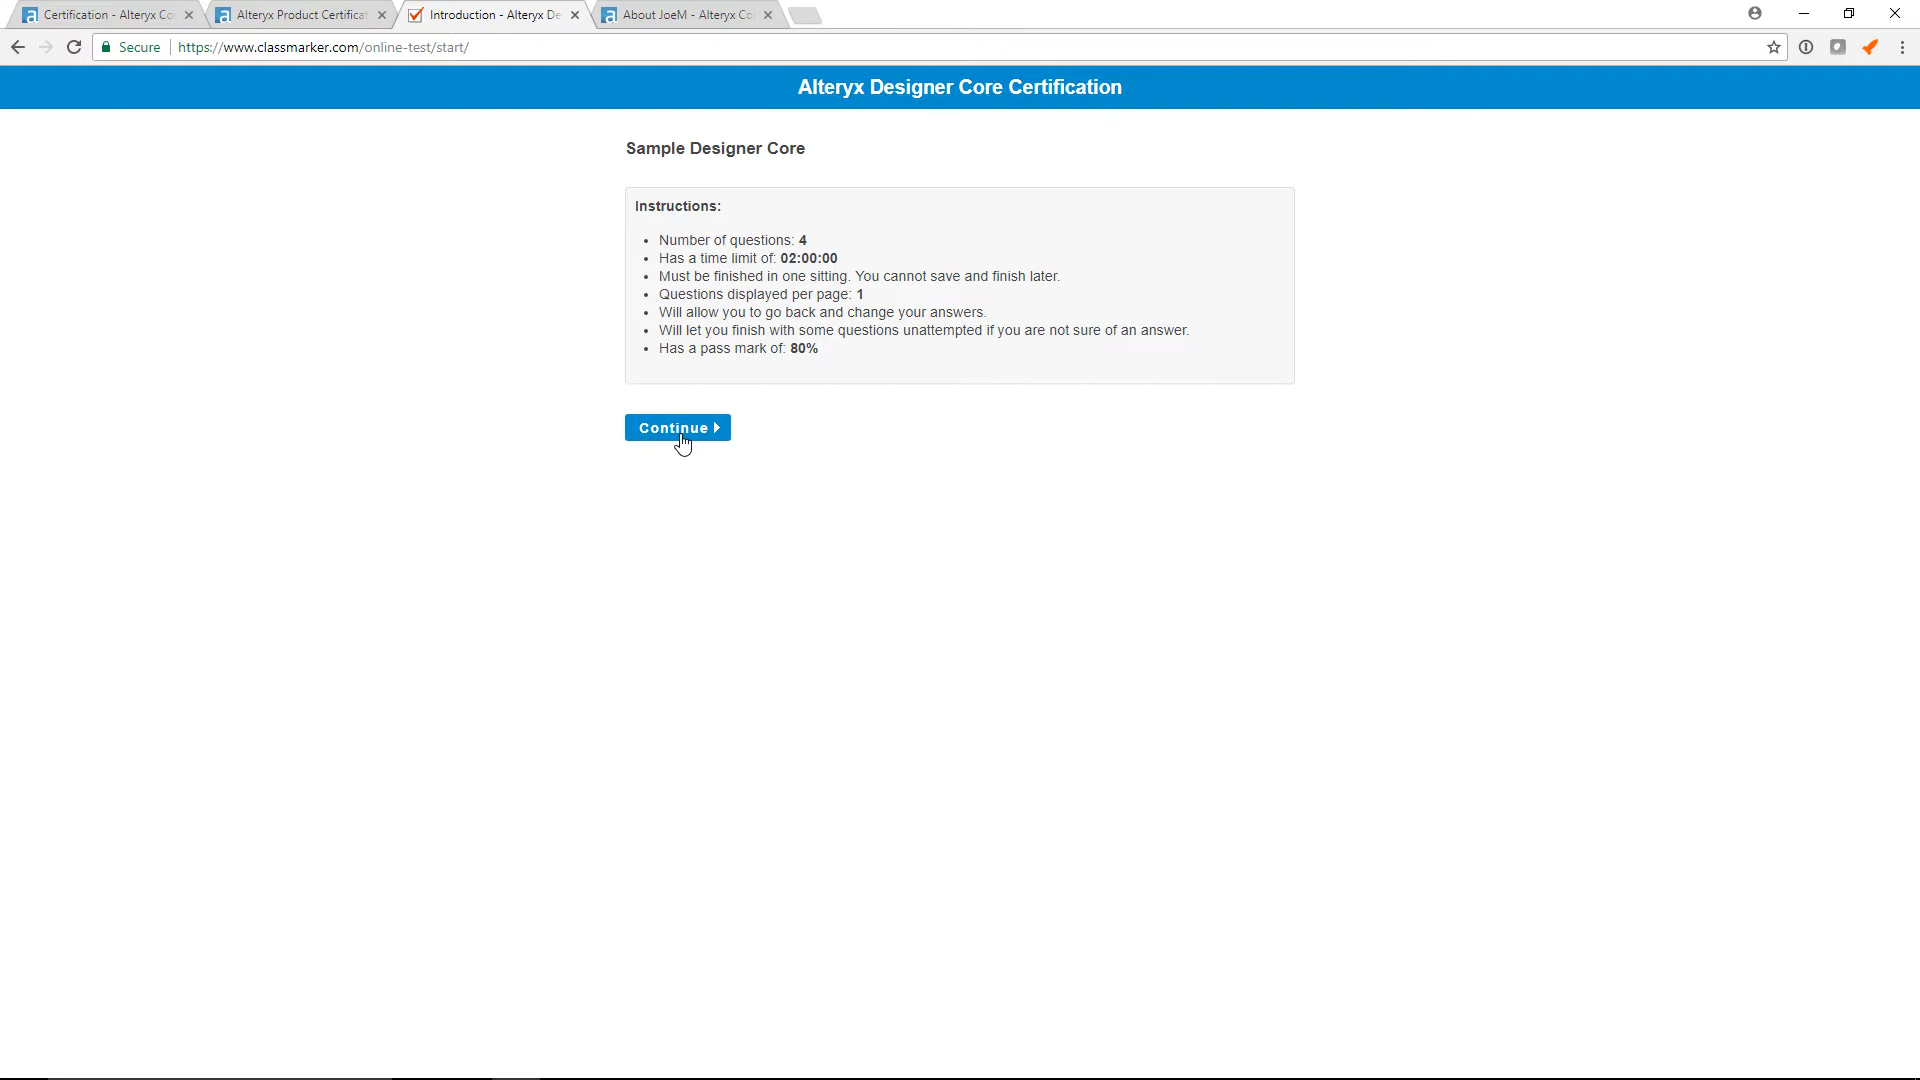 Certification - Alteryx Co
Alteryx Product Certificat
Introduction - Alteryx De
About JoeM - Alteryx Co
Secure
https://www.classmarker.com/online-test/start/
Alteryx Designer Core Certification
Sample Designer Core
Instructions:
Number of questions: 4
Has a time limit of: 02:00:00
Must be finished in one sitting. You cannot save and finish later.
Questions displayed per page: 1
Will allow you to go back and change your answers.
Will let you finish with some questions unattempted if you are not sure of an answer.
Has a pass mark of: 80%
Continue